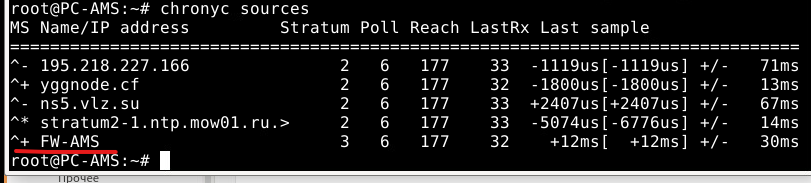 root@PC-AMS:~# chronyc sources
MS Name/IP address         Stratum Poll Reach LastRx Last sample
===============================================================================
^- 195.218.227.166               2   6   177    33  -1119us[-1119us] +/-   71ms
^+ yggnode.cf                    2   6   177    32  -1800us[-1800us] +/-   13ms
^- ns5.vlz.su                    2   6   177    33  +2407us[+2407us] +/-   67ms
^* stratum2-1.ntp.mow01.ru.>     2   6   177    33  -5074us[-6776us] +/-   14ms
^+ FW-AMS                        3   6   177    32    +12ms[  +12ms] +/-   30ms
root@PC-AMS:~#
Прочее